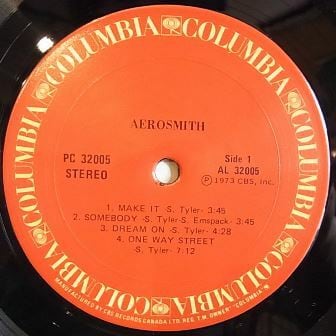 COLUMBIA COLUMBIA COLUMBIA COLUMBIA COLUMBIA COLUMBIA
AEROSMITH
PC 32005
STEREO
Side 1
AL 32005
Ⓟ 1973 CBS, Inc.
1. MAKE IT -S. Tyler- 3:45
2. SOMEBODY -S. Tyler-S. Emspack- 3:45
3. DREAM ON -S. Tyler- 4:28
4. ONE WAY STREET
-S. Tyler-
7:12
MANUFACTURED BY CBS RECORDS CANADA LTD. REG. T.M. OWNER "COLUMBIA"